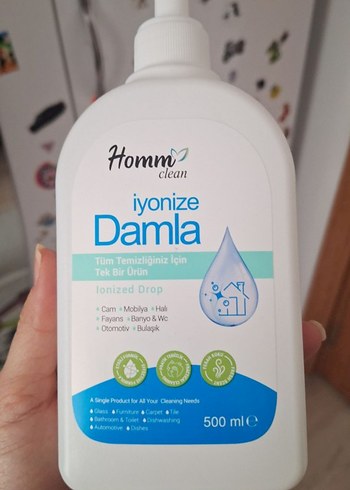 Homm
clean
iyonize
Damla
Tüm Temizliğiniz İçin
Tek Bir Ürün
Ionized Drop
Cam Mobilya Halı
Fayans Banyo & Wc
Otomotiv Bulaşık
A Single Product for All Your Cleaning Needs
Glass Furniture Carpet Tile
Bathroom & Toilet Dishwashing
Automotive Dishes
500 ml ℮